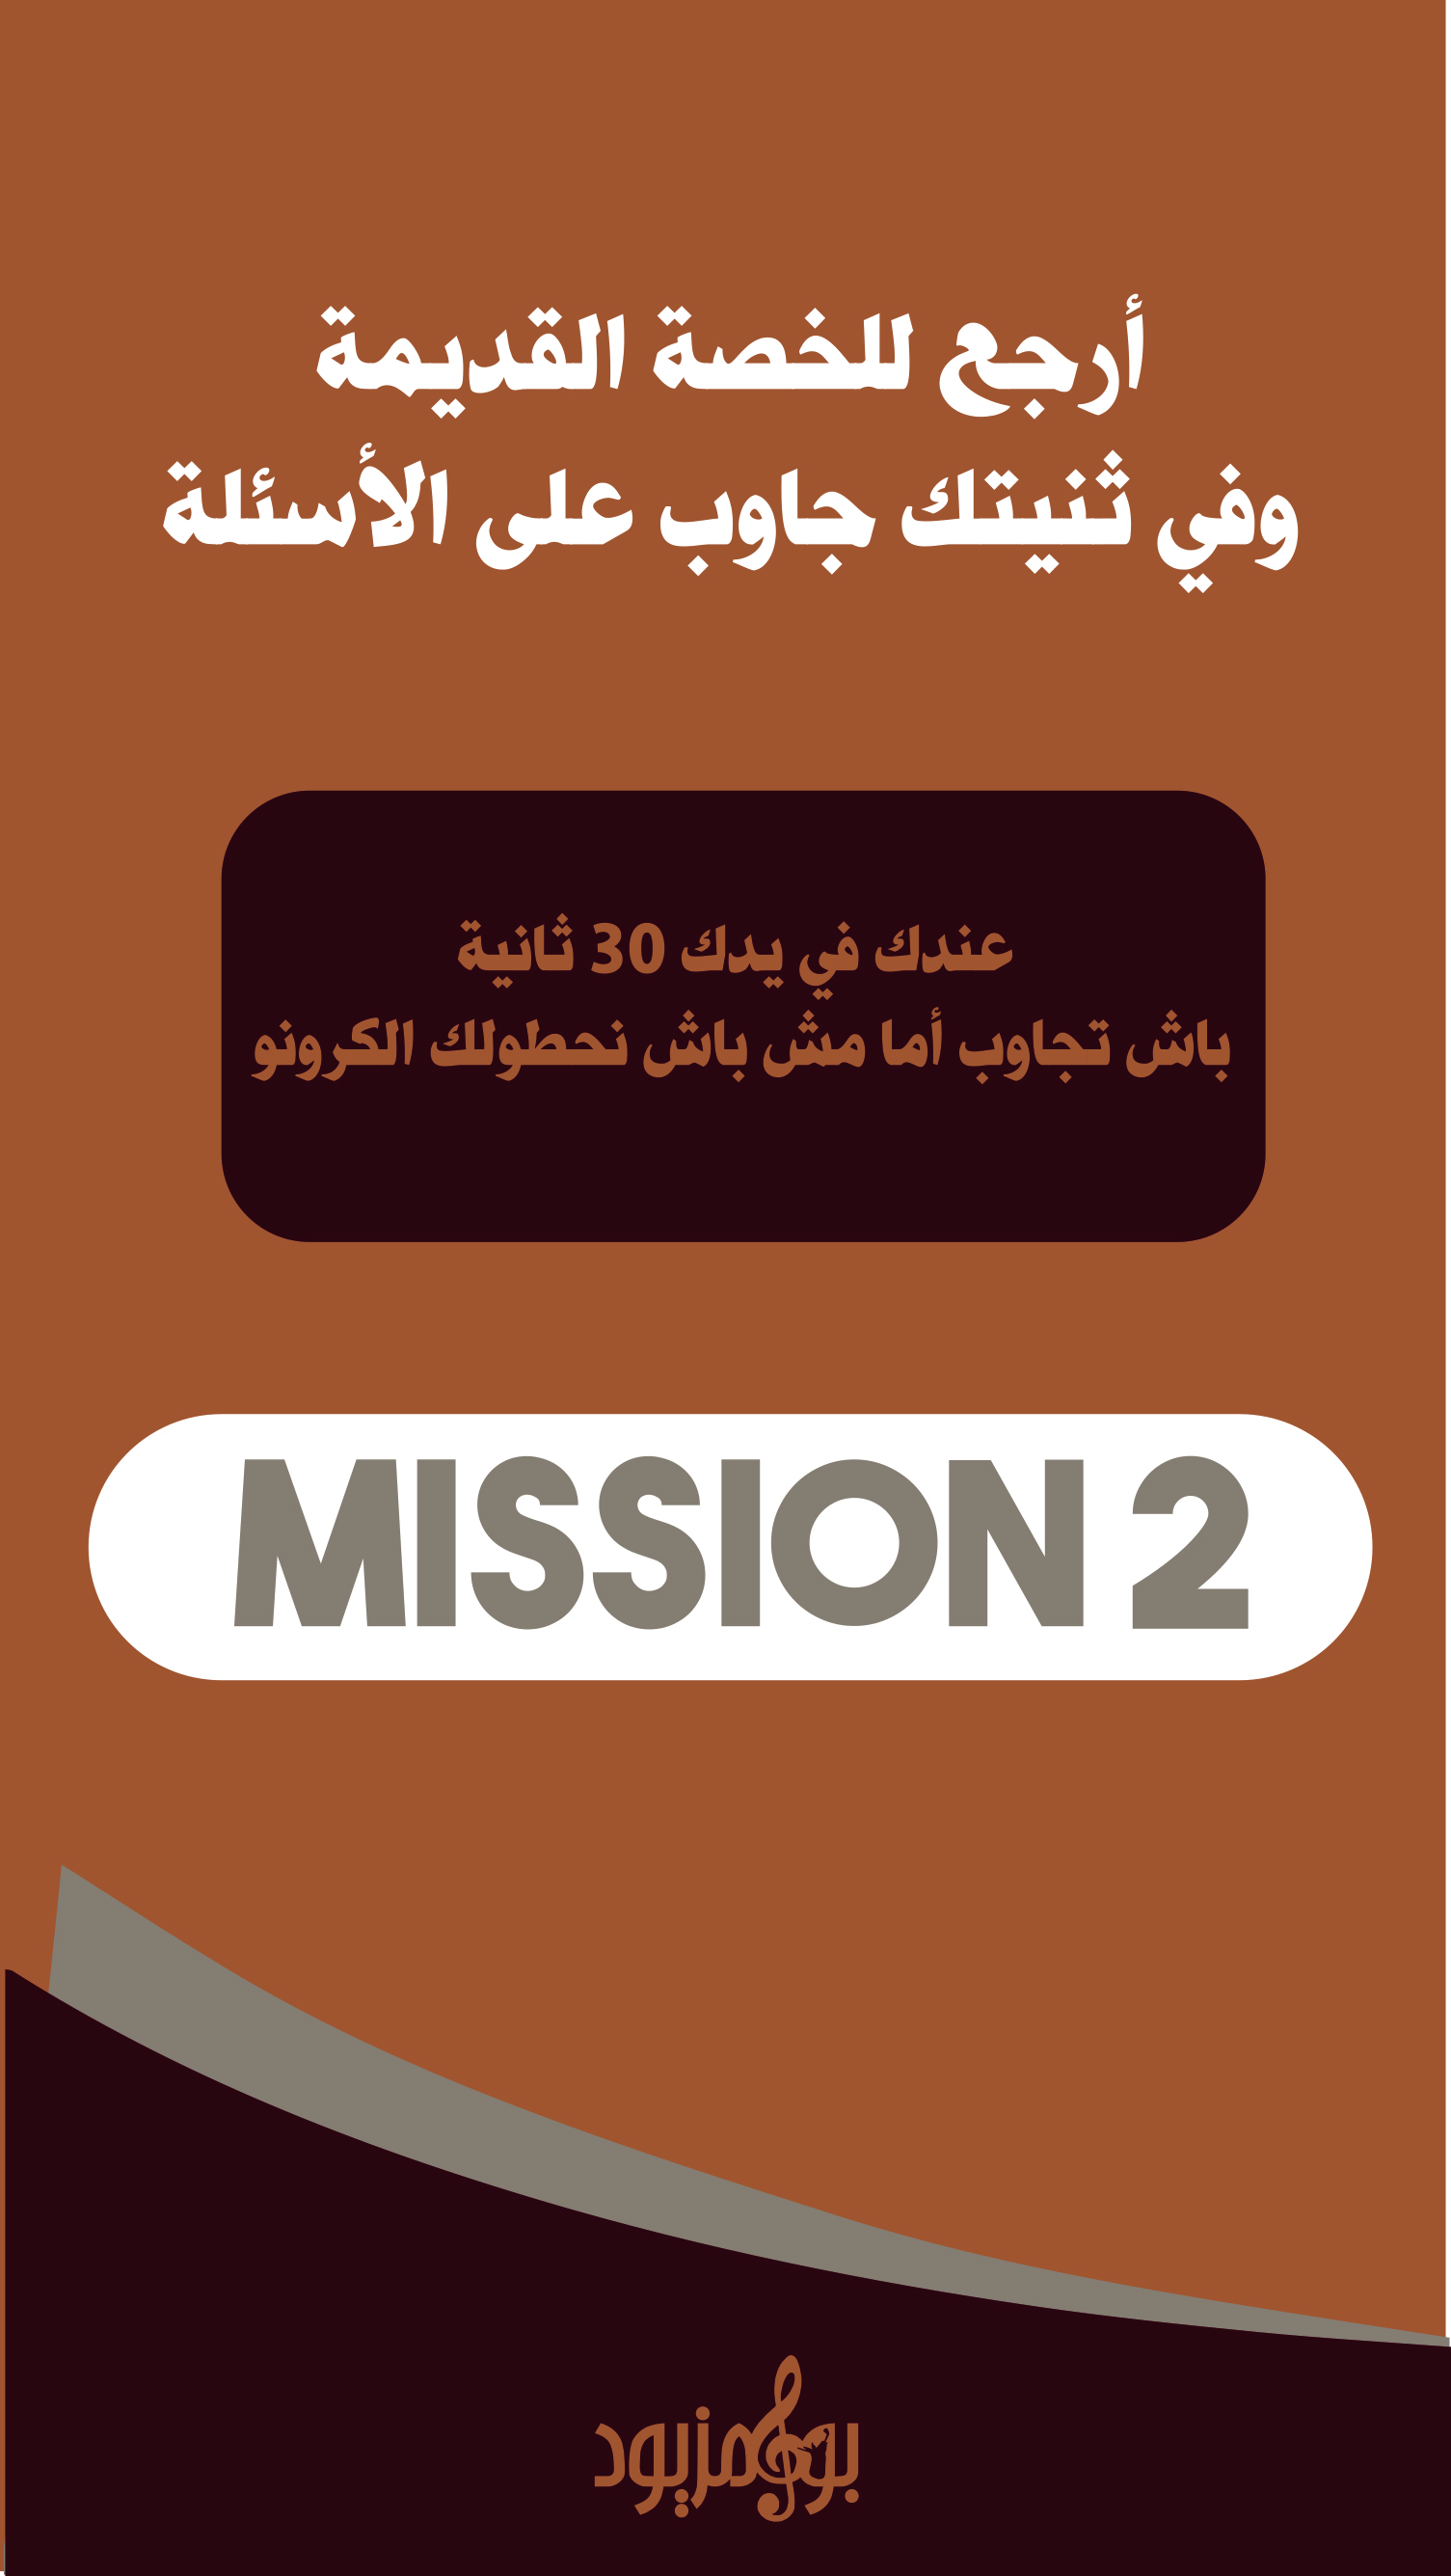 أرجع للخصة القديمة
وفي ثنيتك جاوب على الأسئلة
عندك في يدك 30 ثانية
باش تجاوب أما مش باش نحطولك الكرونو
MISSION 2